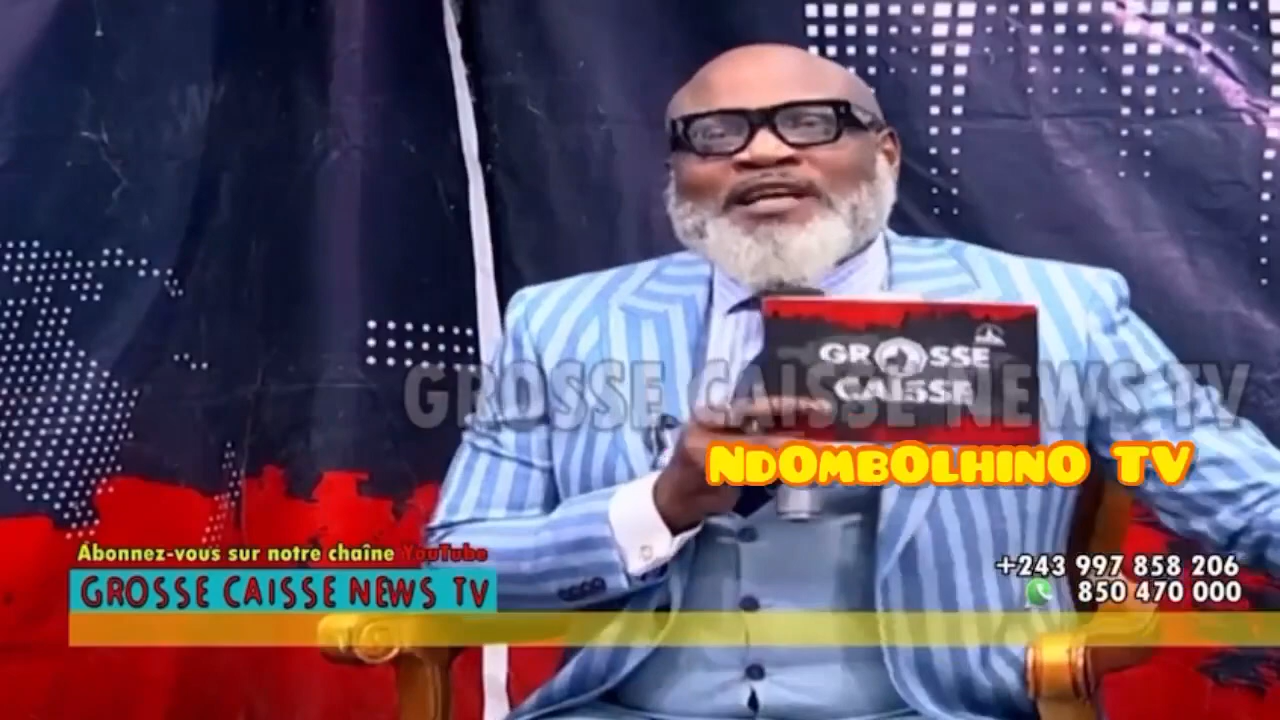 GROSSE
CAISSE
GROSSE CAISSE NEWS TV
NdOmbOlhinO TV
Abonnez-vous sur notre chaîne YouTube
GROSSE CAISSE NEWS TV
+243 997 858 206
850 470 000